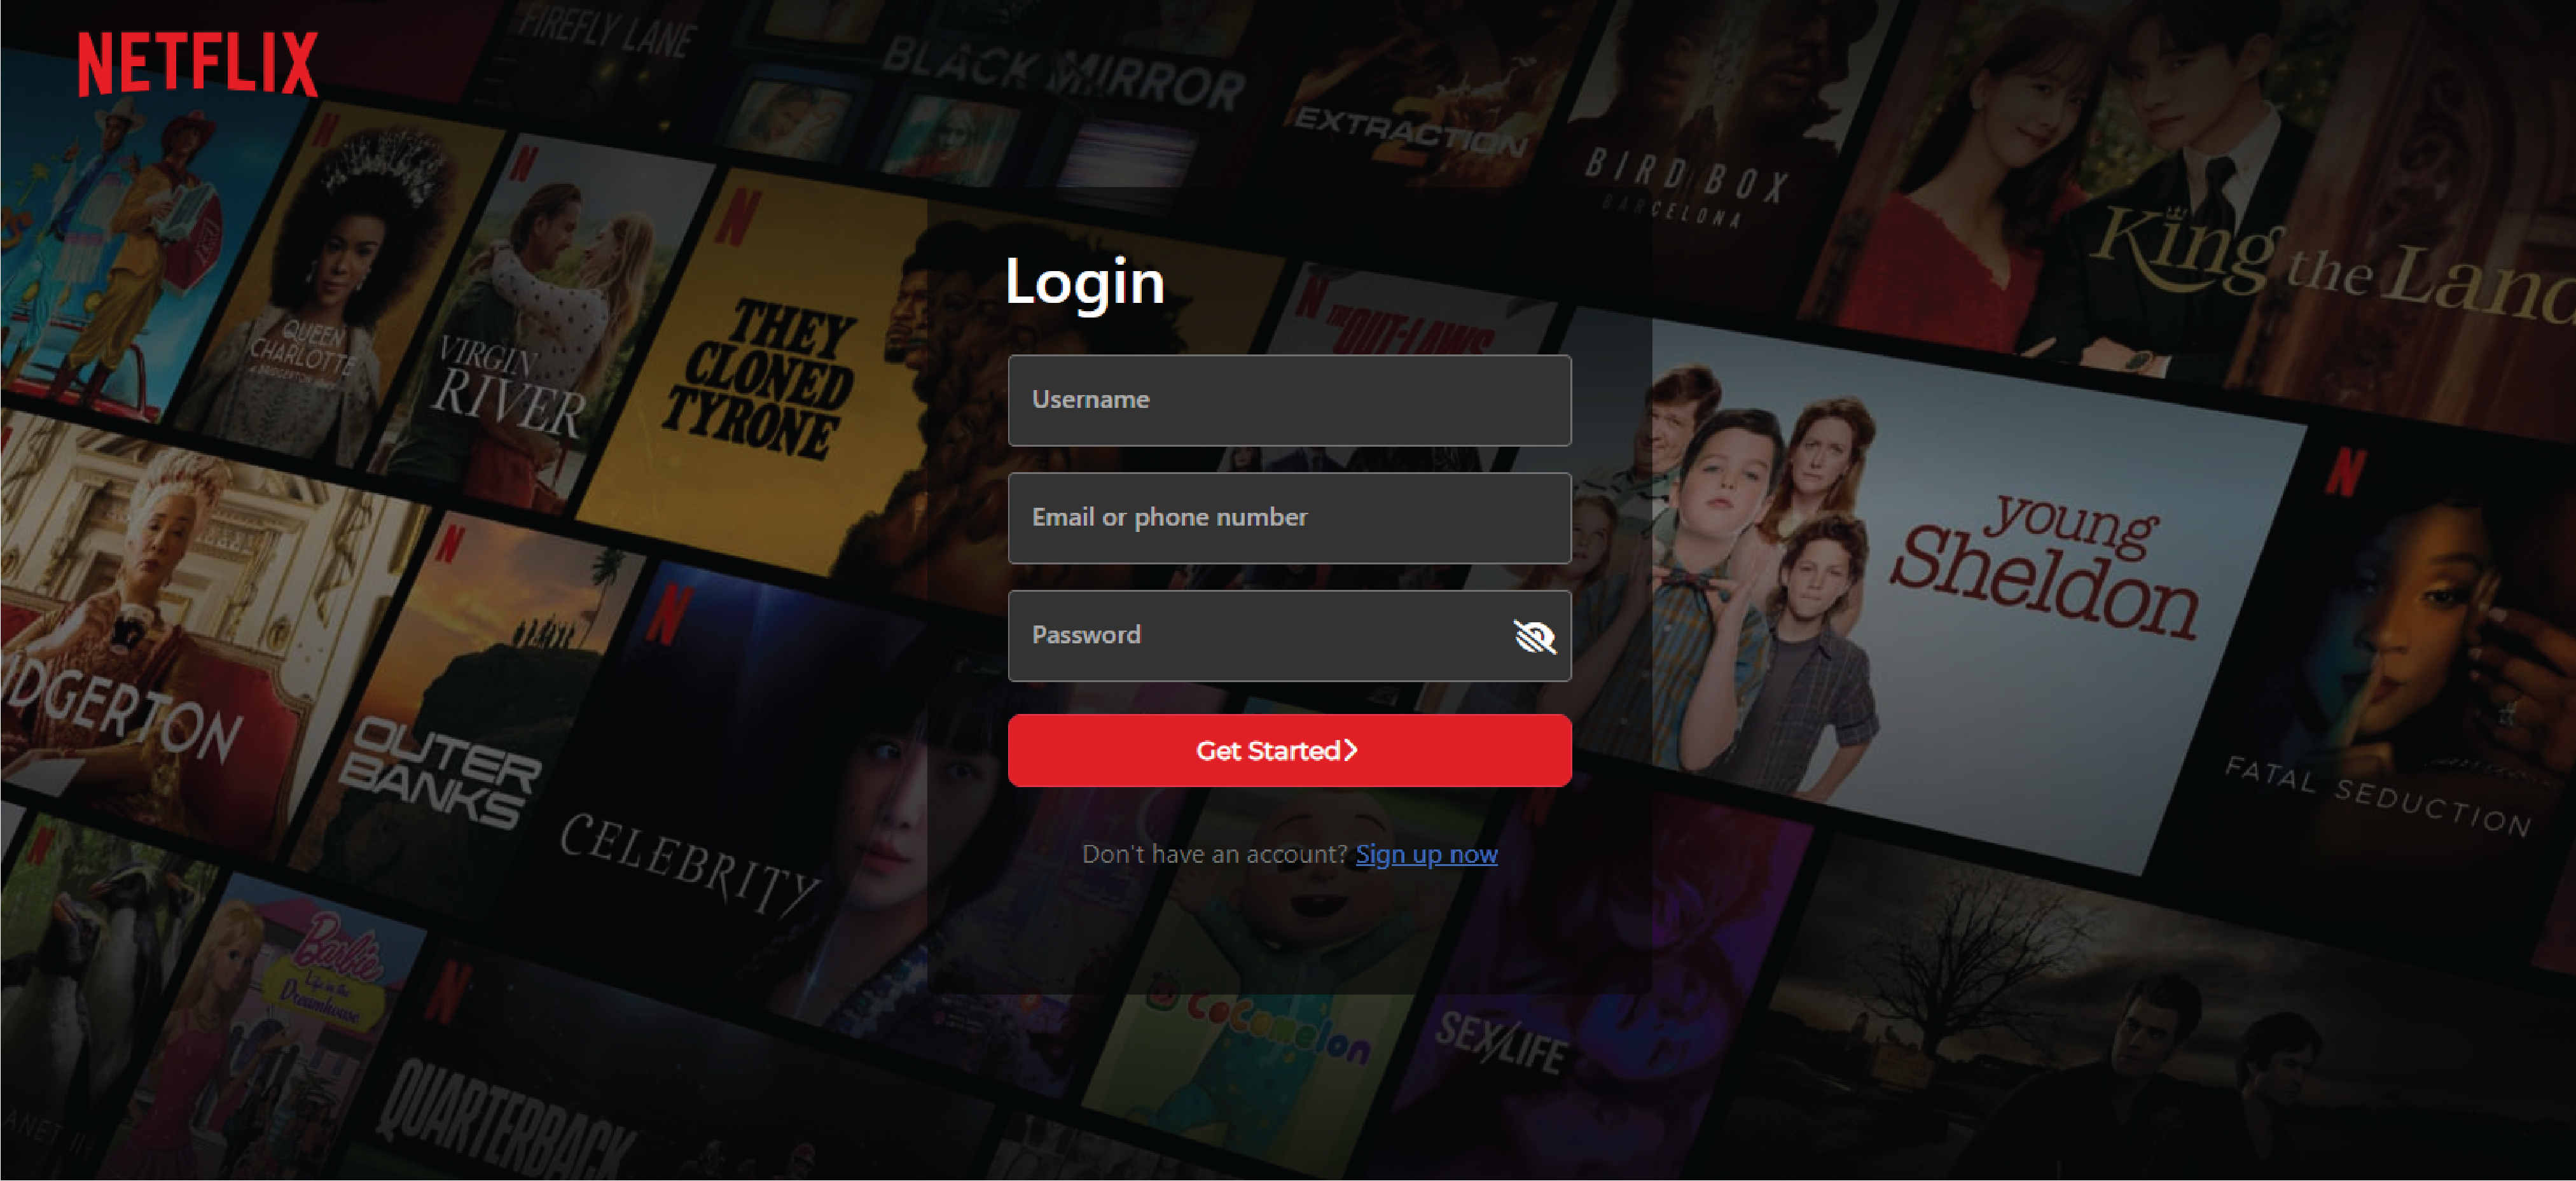 NETFLIX
FIREFLY LANE
BLACK MIRROR
EXTRACTION
2
BIRD BOX
BARCELONA
King the Land
QUEEN
CHARLOTTE
A BRIDGERTON STORY
VIRGIN
RIVER
THEY
CLONED
TYRONE
THE OUT-LAWS
Login
Username
Email or phone number
Password
Get Started
Don't have an account? Sign up now
young
Sheldon
FATAL SEDUCTION
IDGERTON
OUTER
BANKS
CELEBRITY
Barbie
Life in the
Dreamhouse
QUARTERBACK
Cocomelon
SEX/LIFE
ANET II